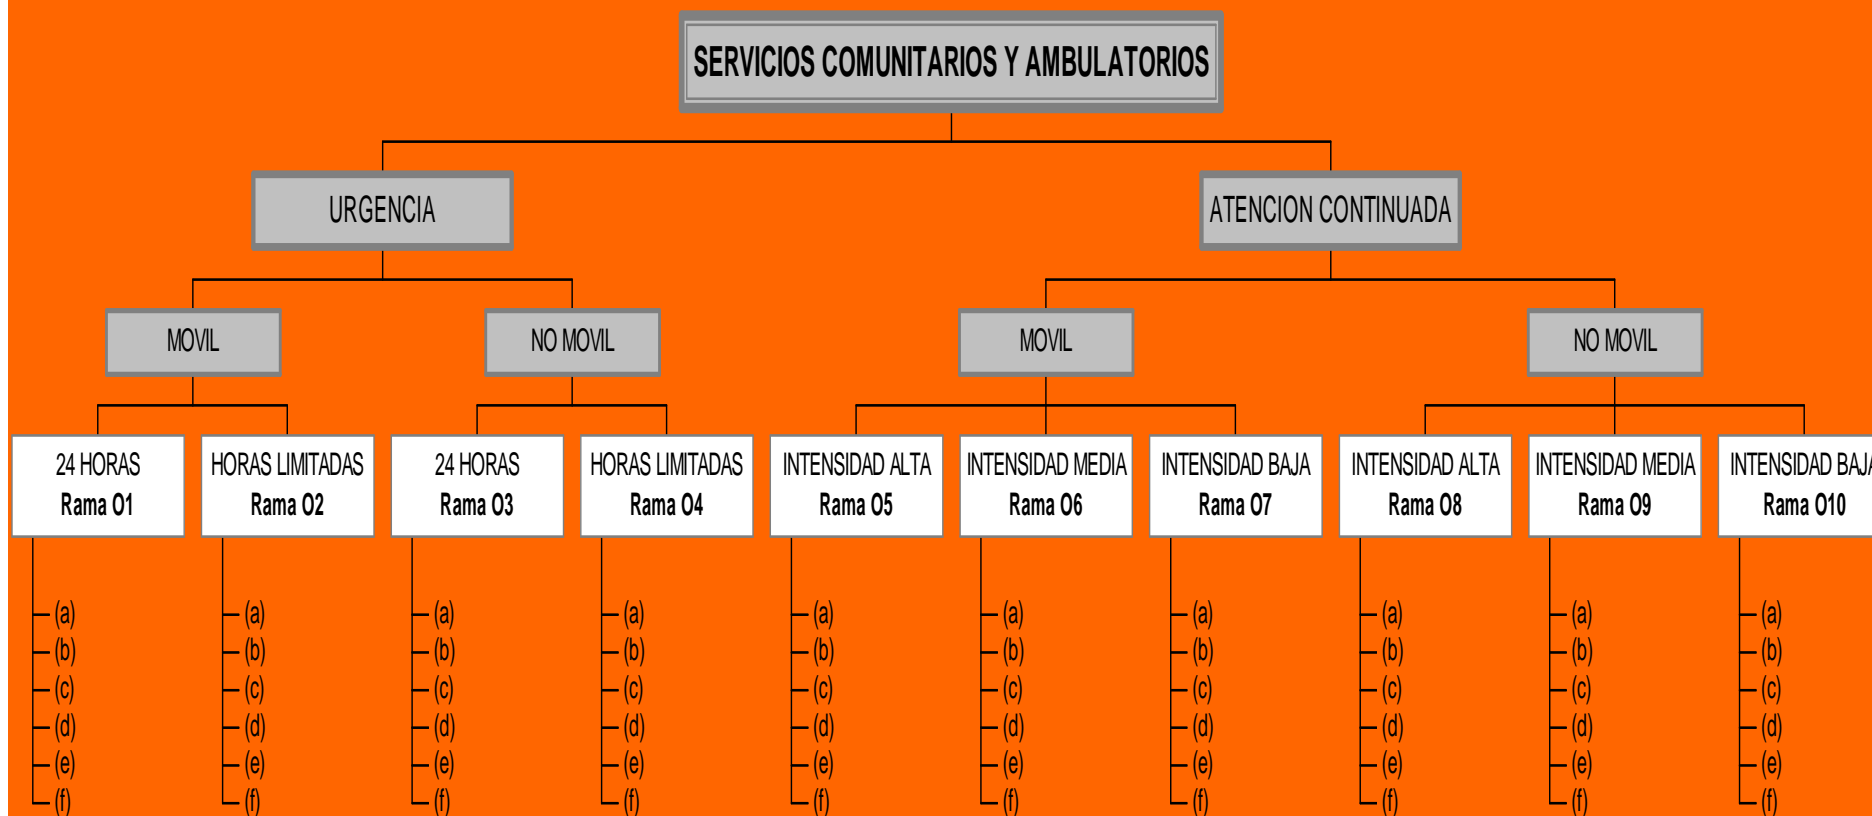 SERVICIOS COMUNITARIOS Y AMBULATORIOS
URGENCIA
ATENCION CONTINUADA
MOVIL
NO MOVIL
MOVIL
NO MOVIL
24 HORAS
Rama O1
HORAS LIMITADAS
Rama O2
24 HORAS
Rama O3
HORAS LIMITADAS
Rama O4
INTENSIDAD ALTA
Rama O5
INTENSIDAD MEDIA
Rama O6
INTENSIDAD BAJA
Rama O7
INTENSIDAD ALTA
Rama O8
INTENSIDAD MEDIA
Rama O9
INTENSIDAD BAJA
Rama O10
(a)
(b)
(c)
(d)
(e)
(f)
(a)
(b)
(c)
(d)
(e)
(f)
(a)
(b)
(c)
(d)
(e)
(f)
(a)
(b)
(c)
(d)
(e)
(f)
(a)
(b)
(c)
(d)
(e)
(f)
(a)
(b)
(c)
(d)
(e)
(f)
(a)
(b)
(c)
(d)
(e)
(f)
(a)
(b)
(c)
(d)
(e)
(f)
(a)
(b)
(c)
(d)
(e)
(f)
(a)
(b)
(c)
(d)
(e)
(f)